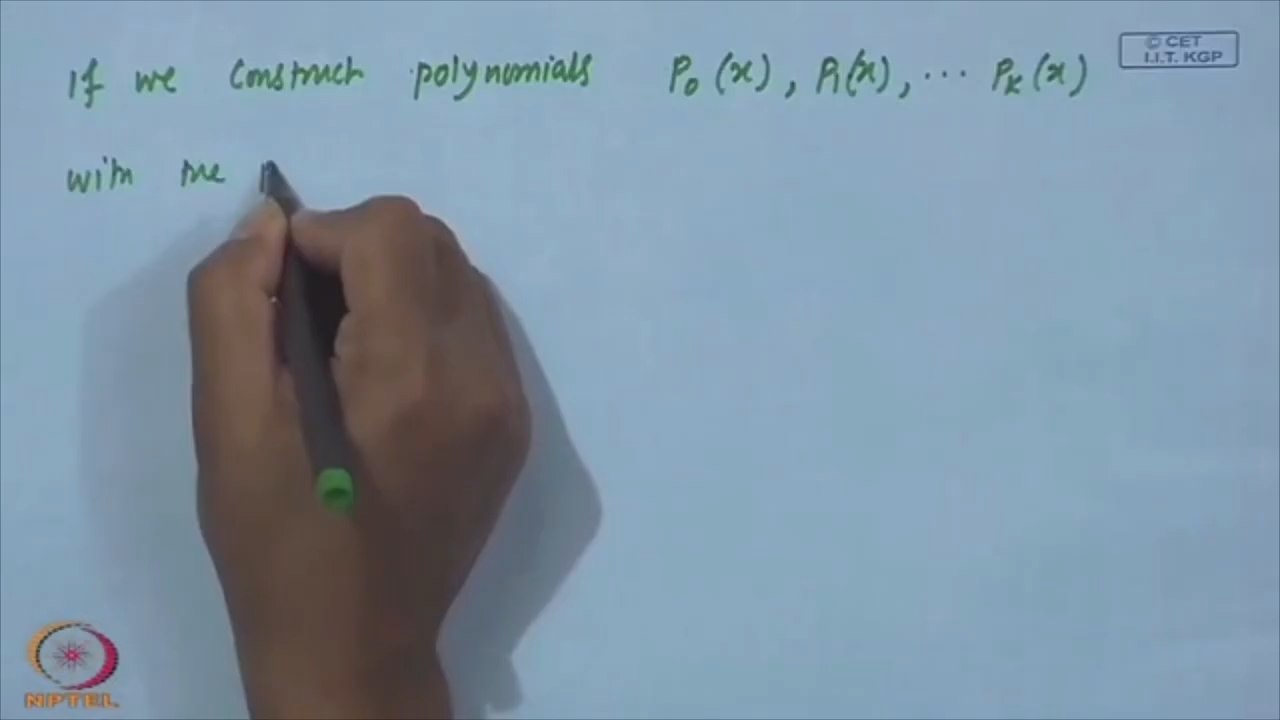 If we construct polynomials P₀(x), P₁(x), ... Pₖ(x)
© CET
I.I.T. KGP
with the
NPTEL